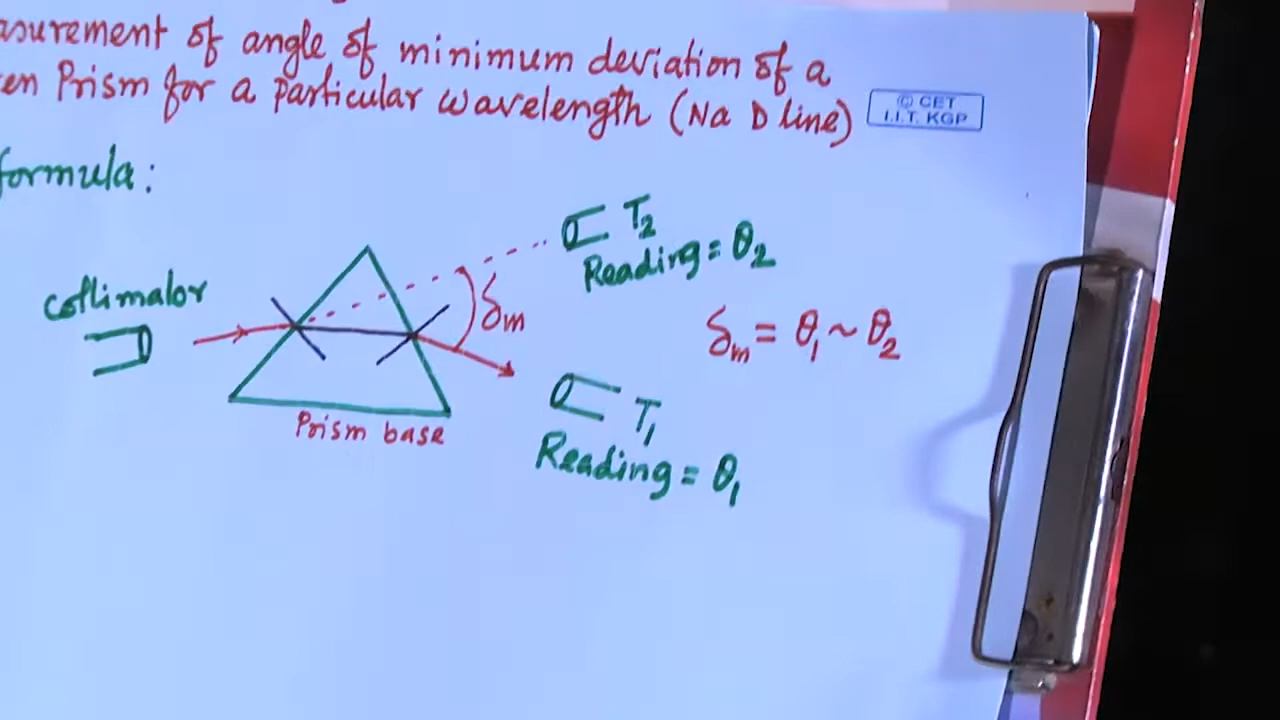 asurement of angle of minimum deviation of a
en Prism for a particular wavelength (Na D line)
© CET
I.I.T. KGP
formula:
T2
Reading = θ2
collimator
δm
δm = θ1 ~ θ2
T1
Prism base
Reading = θ1